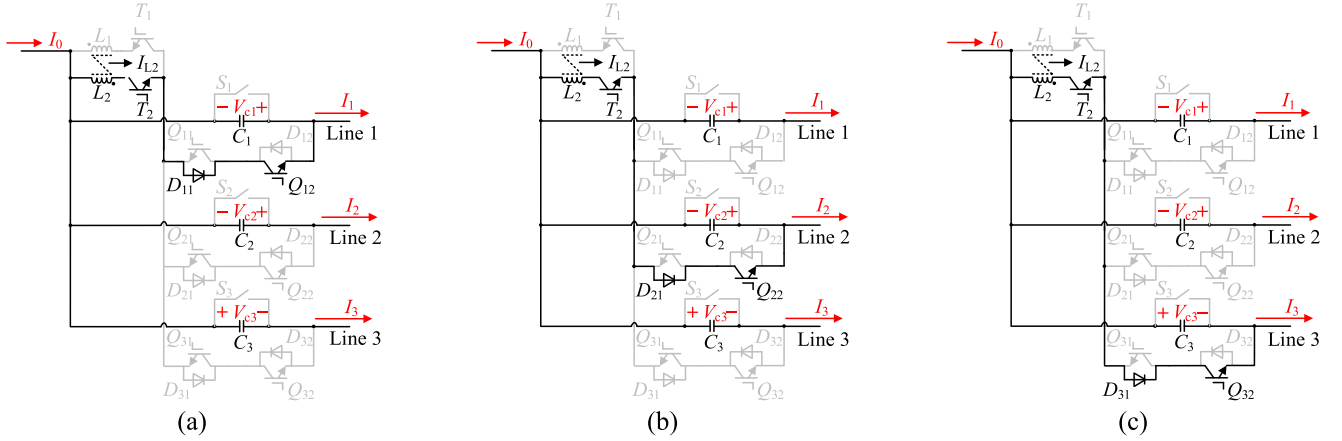 I0 L1 T1
IL2
L2 T2
S1 I1
− Vc1 +
Q11 C1 D12 Line 1
D11 Q12
S2 I2
− Vc2 +
Q21 C2 D22 Line 2
D21 Q22
S3 I3
+ Vc3 −
Q31 C3 D32 Line 3
D31 Q32
(a)
I0 L1 T1
IL2
L2 T2
S1 I1
− Vc1 +
Q11 C1 D12 Line 1
D11 Q12
S2 I2
− Vc2 +
Q21 C2 D22 Line 2
D21 Q22
S3 I3
+ Vc3 −
Q31 C3 D32 Line 3
D31 Q32
(b)
I0 L1 T1
IL2
L2 T2
S1 I1
− Vc1 +
Q11 C1 D12 Line 1
D11 Q12
S2 I2
− Vc2 +
Q21 C2 D22 Line 2
D21 Q22
S3 I3
+ Vc3 −
Q31 C3 D32 Line 3
D31 Q32
(c)